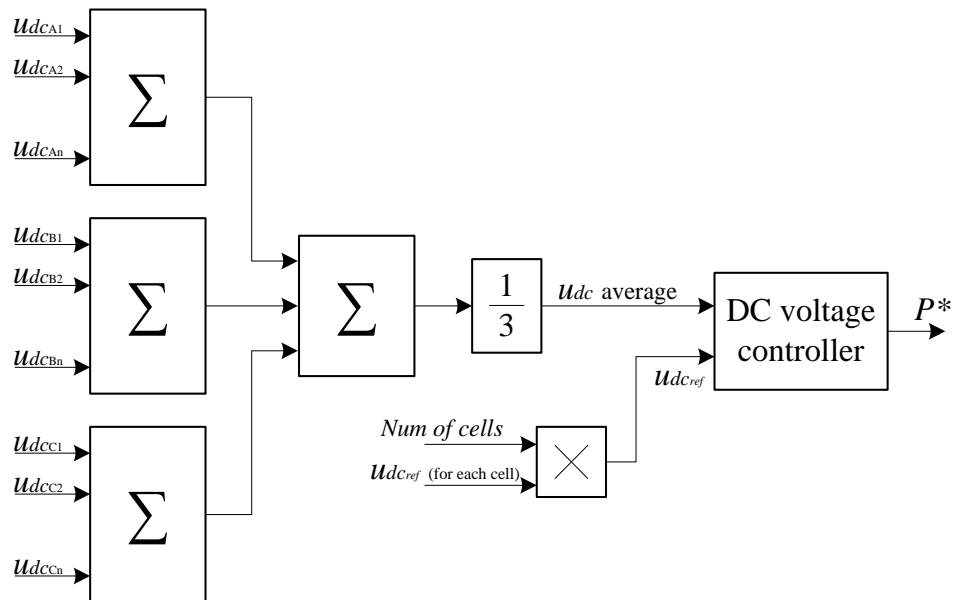 udcA1
udcA2
Σ
udcAn
udcB1
udcB2
Σ
udcBn
Σ
1
3
udc average
DC voltage
controller
P*
udcref
Num of cells
udcref (for each cell)
×
udcC1
udcC2
Σ
udcCn